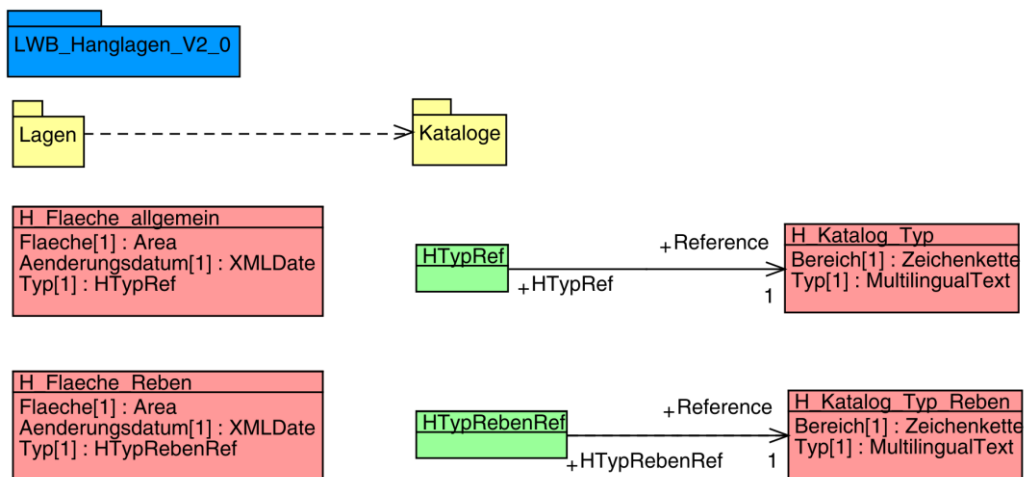 LWB_Hanglagen_V2_0
Lagen
Kataloge
H_Flaeche_allgemein
Flaeche[1] : Area
Aenderungsdatum[1] : XMLDate
Typ[1] : HTypRef
HTypRef
+HTypRef
+Reference
1
H_Katalog_Typ
Bereich[1] : Zeichenkette
Typ[1] : MultilingualText
H_Flaeche_Reben
Flaeche[1] : Area
Aenderungsdatum[1] : XMLDate
Typ[1] : HTypRebenRef
HTypRebenRef
+HTypRebenRef
+Reference
1
H_Katalog_Typ_Reben
Bereich[1] : Zeichenkette
Typ[1] : MultilingualText